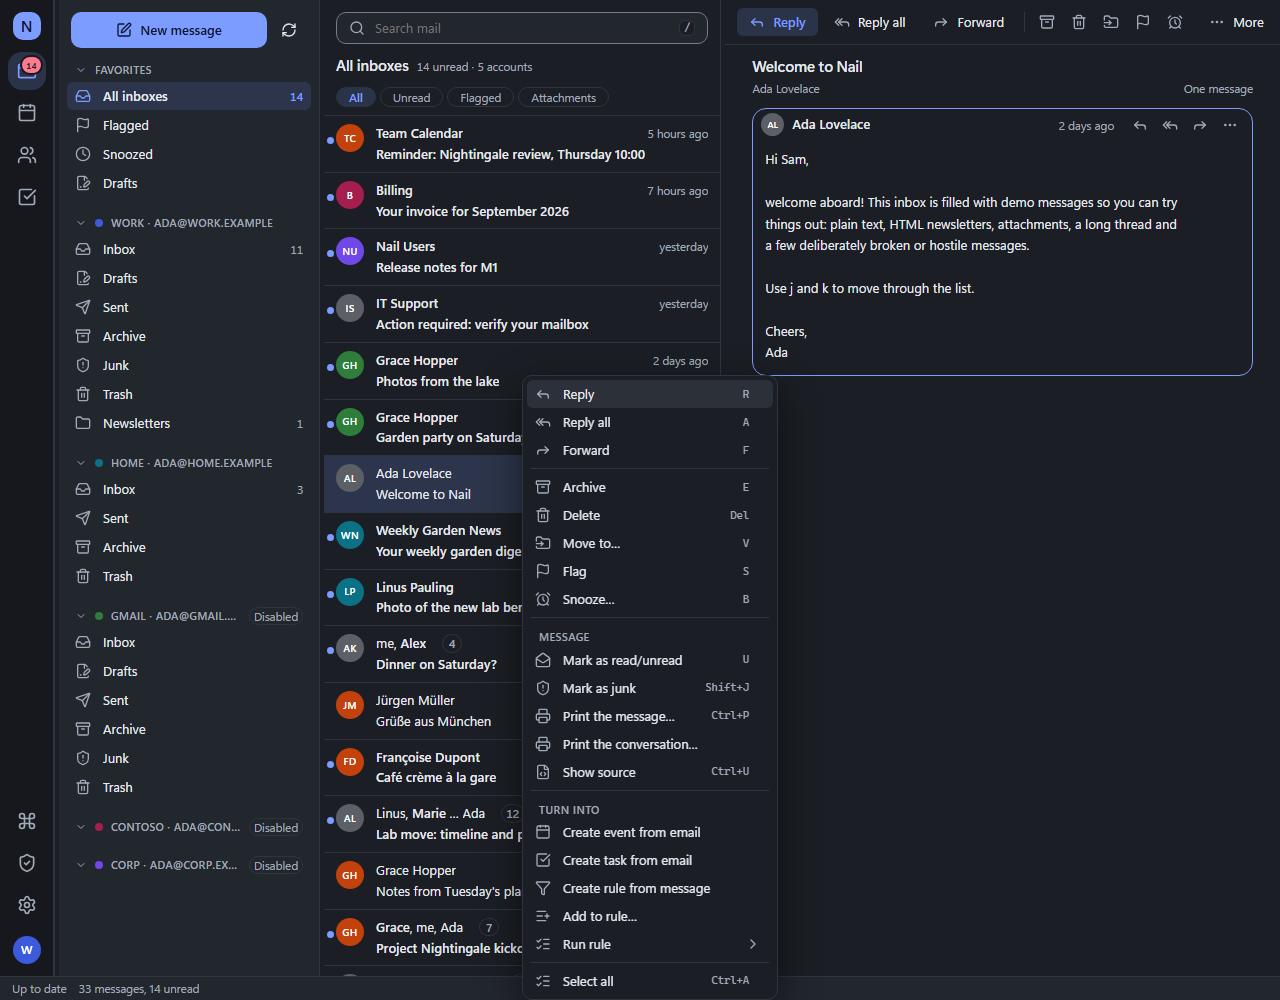 N
New message
14
FAVORITES
All inboxes 14
Flagged
Snoozed
Drafts
WORK · ADA@WORK.EXAMPLE
Inbox 11
Drafts
Sent
Archive
Junk
Trash
Newsletters 1
HOME · ADA@HOME.EXAMPLE
Inbox 3
Sent
Archive
Trash
GMAIL · ADA@GMAIL.... Disabled
Inbox
Drafts
Sent
Archive
Junk
Trash
CONTOSO · ADA@CON... Disabled
CORP · ADA@CORP.EX... Disabled
W
Search mail /
All inboxes 14 unread · 5 accounts
All Unread Flagged Attachments
TC Team Calendar 5 hours ago
Reminder: Nightingale review, Thursday 10:00
B Billing 7 hours ago
Your invoice for September 2026
NU Nail Users yesterday
Release notes for M1
IS IT Support yesterday
Action required: verify your mailbox
GH Grace Hopper 2 days ago
Photos from the lake
GH Grace Hopper
Garden party on Saturda
AL Ada Lovelace
Welcome to Nail
WN Weekly Garden News
Your weekly garden dige
LP Linus Pauling
Photo of the new lab ben
AK me, Alex 4
Dinner on Saturday?
JM Jürgen Müller
Grüße aus München
FD Françoise Dupont
Café crème à la gare
AL Linus, Marie ... Ada 12
Lab move: timeline and p
GH Grace Hopper
Notes from Tuesday's pla
GH Grace, me, Ada 7
Project Nightingale kicko
Reply Reply all Forward More
Welcome to Nail
Ada Lovelace One message
AL Ada Lovelace 2 days ago
Hi Sam,
welcome aboard! This inbox is filled with demo messages so you can try
things out: plain text, HTML newsletters, attachments, a long thread and
a few deliberately broken or hostile messages.
Use j and k to move through the list.
Cheers,
Ada
Reply R
Reply all A
Forward F
Archive E
Delete Del
Move to... V
Flag S
Snooze... B
MESSAGE
Mark as read/unread U
Mark as junk Shift+J
Print the message... Ctrl+P
Print the conversation...
Show source Ctrl+U
TURN INTO
Create event from email
Create task from email
Create rule from message
Add to rule...
Run rule
Select all Ctrl+A
Up to date 33 messages, 14 unread